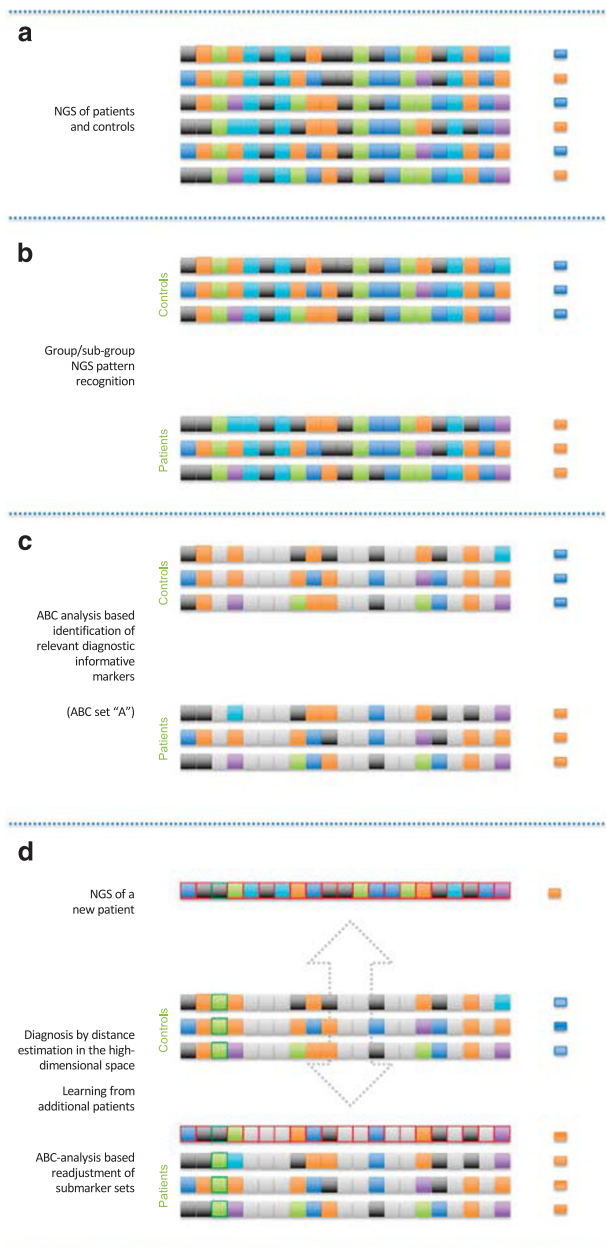 a
NGS of patients
and controls
b
Controls
Group/sub-group
NGS pattern
recognition
Patients
c
Controls
ABC analysis based
identification of
relevant diagnostic
informative
markers
(ABC set “A”)
Patients
d
NGS of a
new patient
Controls
Diagnosis by distance
estimation in the high-
dimensional space
Learning from
additional patients
ABC-analysis based
readjustment of
submarker sets
Patients